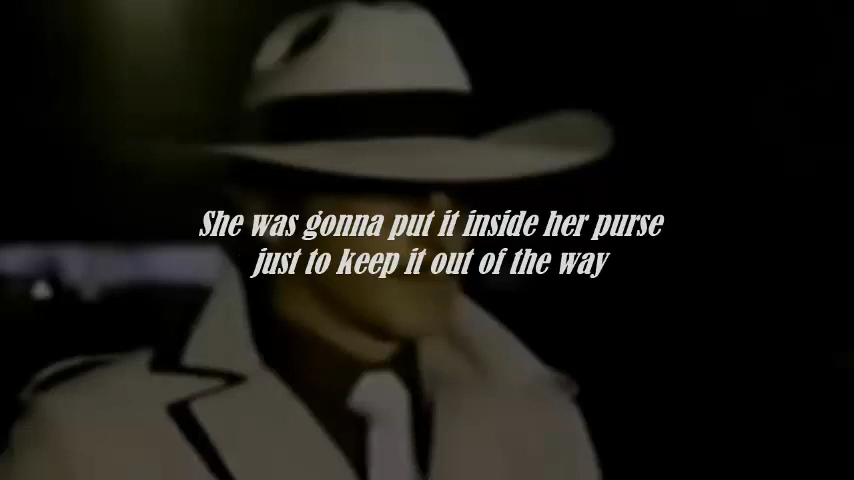 She was gonna put it inside her purse
just to keep it out of the way